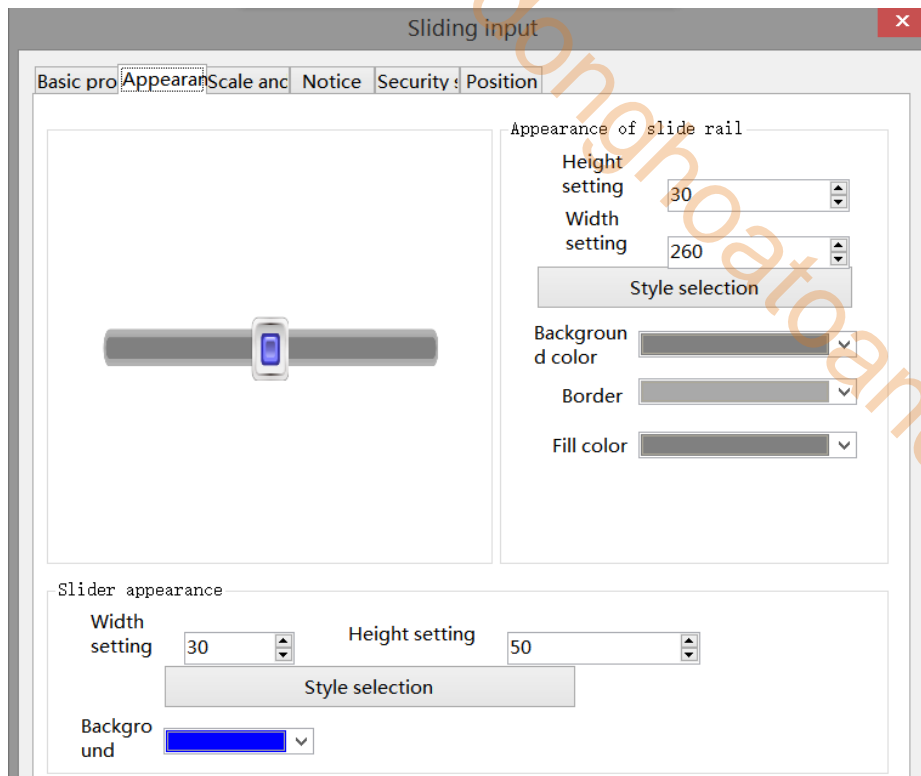 Sliding input
Basic pro Appearan Scale and Notice Security s Position
Appearance of slide rail
Height
setting
30
Width
setting
260
Style selection
Backgroun
d color
Border
Fill color
Slider appearance
Width
setting
30
Height setting
50
Style selection
Backgro
und
donghoatoan